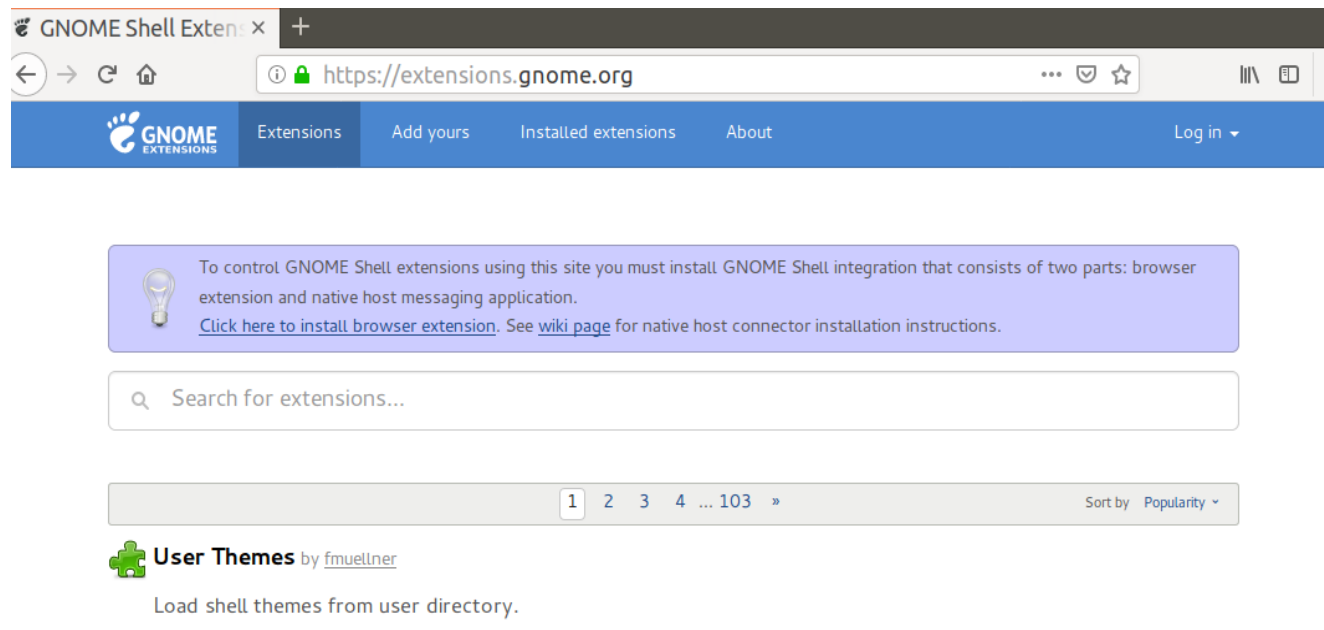 GNOME Shell Extens
https://extensions.gnome.org
GNOME
EXTENSIONS
Extensions Add yours Installed extensions About Log in
To control GNOME Shell extensions using this site you must install GNOME Shell integration that consists of two parts: browser
extension and native host messaging application.
Click here to install browser extension. See wiki page for native host connector installation instructions.
Search for extensions...
1 2 3 4 ... 103 » Sort by Popularity
User Themes by fmuellner
Load shell themes from user directory.